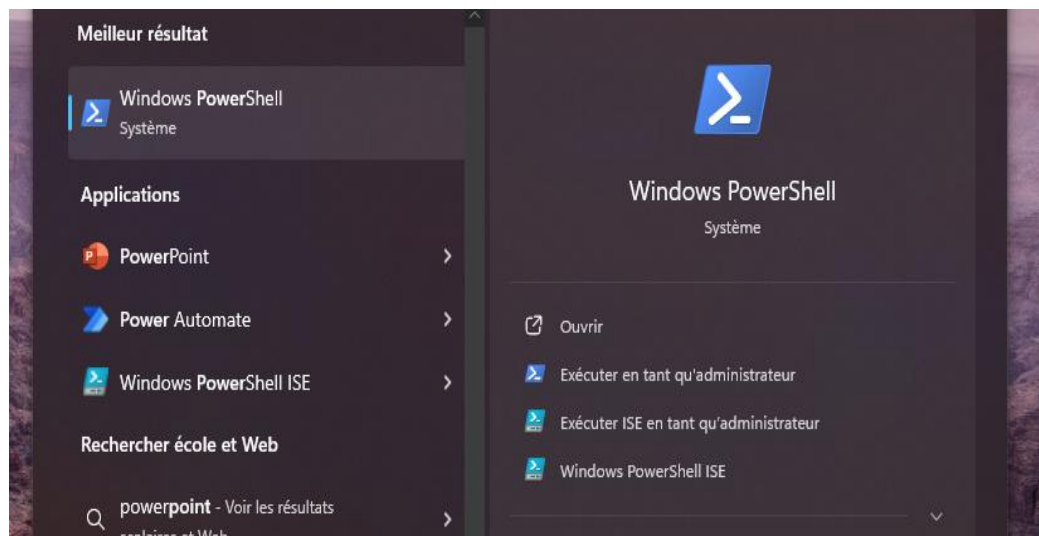 Meilleur résultat
Windows PowerShell
Système
Applications
PowerPoint
Power Automate
Windows PowerShell ISE
Rechercher école et Web
powerpoint - Voir les résultats
Windows PowerShell
Système
Ouvrir
Exécuter en tant qu'administrateur
Exécuter ISE en tant qu'administrateur
Windows PowerShell ISE